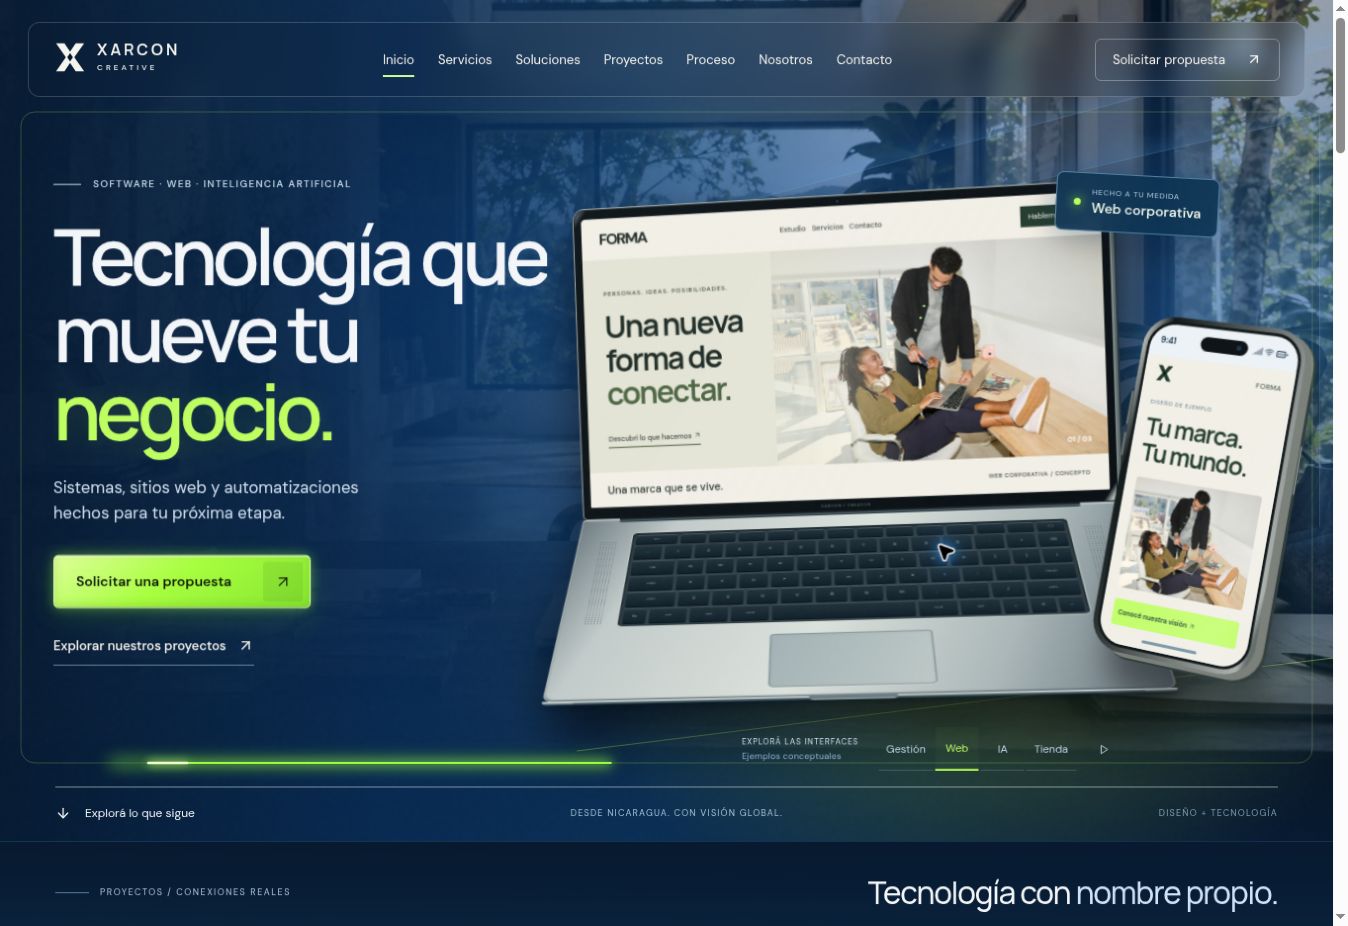 XARCON
CREATIVE
Inicio
Servicios
Soluciones
Proyectos
Proceso
Nosotros
Contacto
Solicitar propuesta
SOFTWARE · WEB · INTELIGENCIA ARTIFICIAL
Tecnología que
mueve tu
negocio.
Sistemas, sitios web y automatizaciones
hechos para tu próxima etapa.
Solicitar una propuesta
Explorar nuestros proyectos
HECHO A TU MEDIDA
Web corporativa
FORMA
Estudio Servicios Contacto
PERSONAS. IDEAS. POSIBILIDADES.
Una nueva
forma de
conectar.
Descubrí lo que hacemos
01 / 03
Una marca que se vive.
WEB CORPORATIVA / CONCEPTO
9:41
X
FORMA
DISEÑO DE EJEMPLO
Tu marca.
Tu mundo.
Conocé nuestra visión
EXPLORÁ LAS INTERFACES
Ejemplos conceptuales
Gestión
Web
IA
Tienda
Explorá lo que sigue
DESDE NICARAGUA. CON VISIÓN GLOBAL.
DISEÑO + TECNOLOGÍA
PROYECTOS / CONEXIONES REALES
Tecnología con nombre propio.